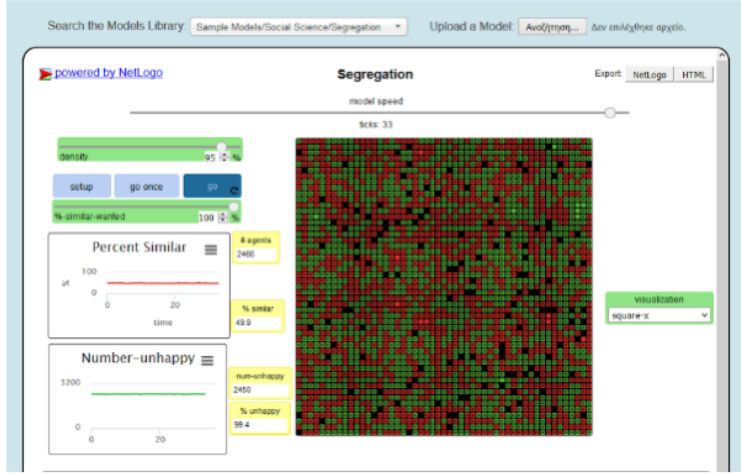 Search the Models Library: Sample Models/Social Science/Segregation
Upload a Model: Αναζήτηση... Δεν επιλέχθηκε αρχείο.
powered by NetLogo
Segregation
Export: NetLogo HTML
model speed
ticks: 33
density 95 %
setup go once go
%-similar-wanted 100 %
Percent Similar
%
100
0
0 20
time
# agents
2466
% similar
49.9
visualization
square-x
Number-unhappy
3200
0
0 20
num-unhappy
2450
% unhappy
99.4